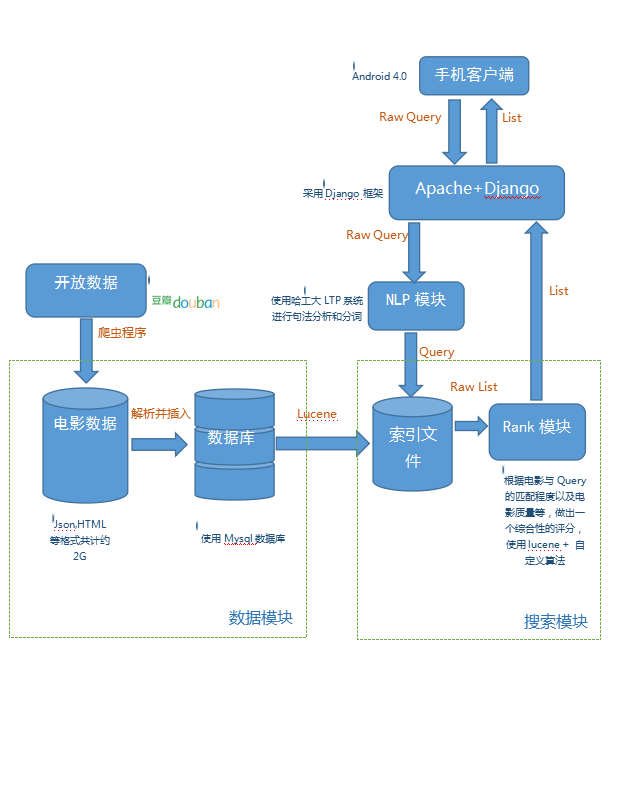 手机客户端
Android 4.0
Raw Query
List
Apache+Django
采用 Django 框架
Raw Query
开放数据
豆瓣douban
使用哈工大 LTP 系统
进行句法分析和分词
NLP 模块
List
爬虫程序
Query
Raw List
电影数据
解析并插入
数据库
Lucene
索引文
件
Rank 模块
Json,HTML
等格式共计约
2G
使用 Mysql 数据库
根据电影与 Query
的匹配程度以及电
影质量等，做出一
个综合性的评分，
使用 lucene + 自
定义算法
数据模块
搜索模块